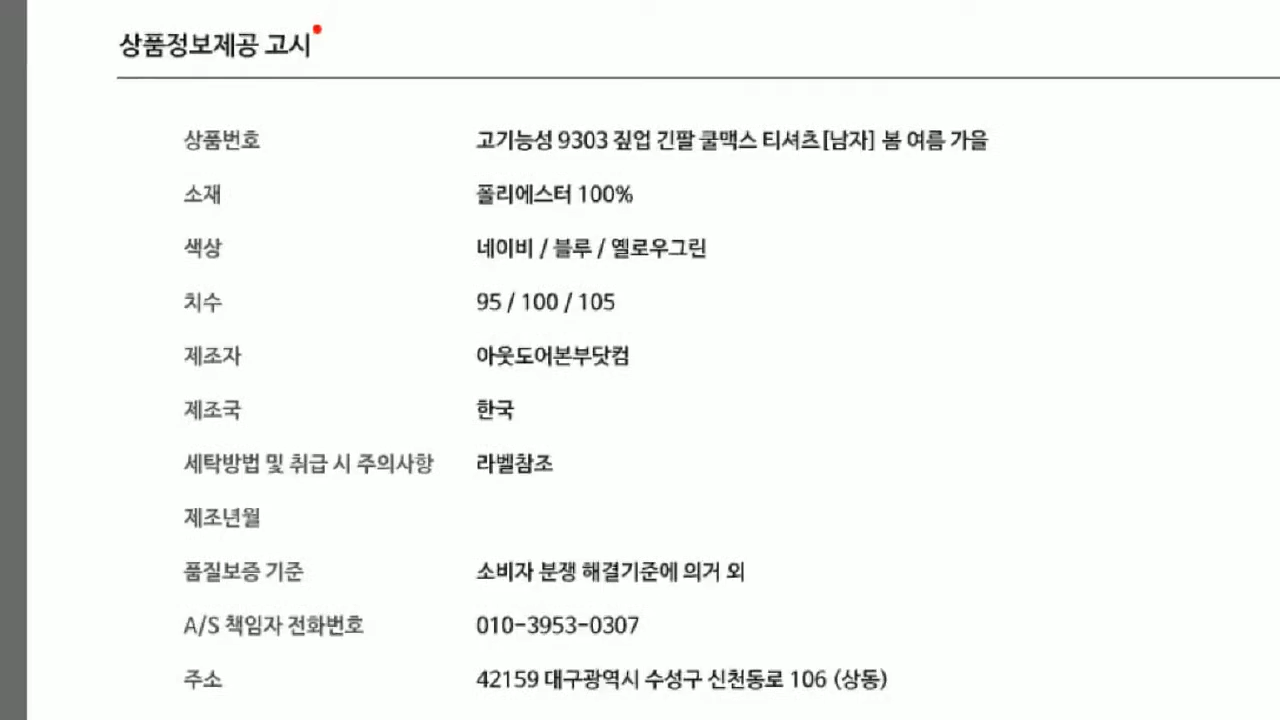 상품정보제공 고시
상품번호 고기능성 9303 짚업 긴팔 쿨맥스 티셔츠[남자] 봄 여름 가을
소재 폴리에스터 100%
색상 네이비 / 블루 / 옐로우그린
치수 95 / 100 / 105
제조자 아웃도어본부닷컴
제조국 한국
세탁방법 및 취급 시 주의사항 라벨참조
제조년월
품질보증 기준 소비자 분쟁 해결기준에 의거 외
A/S 책임자 전화번호 010-3953-0307
주소 42159 대구광역시 수성구 신천동로 106 (상동)